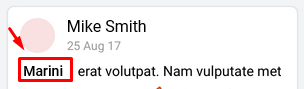 Mike Smith
25 Aug 17
Marini erat volutpat. Nam vulputate met